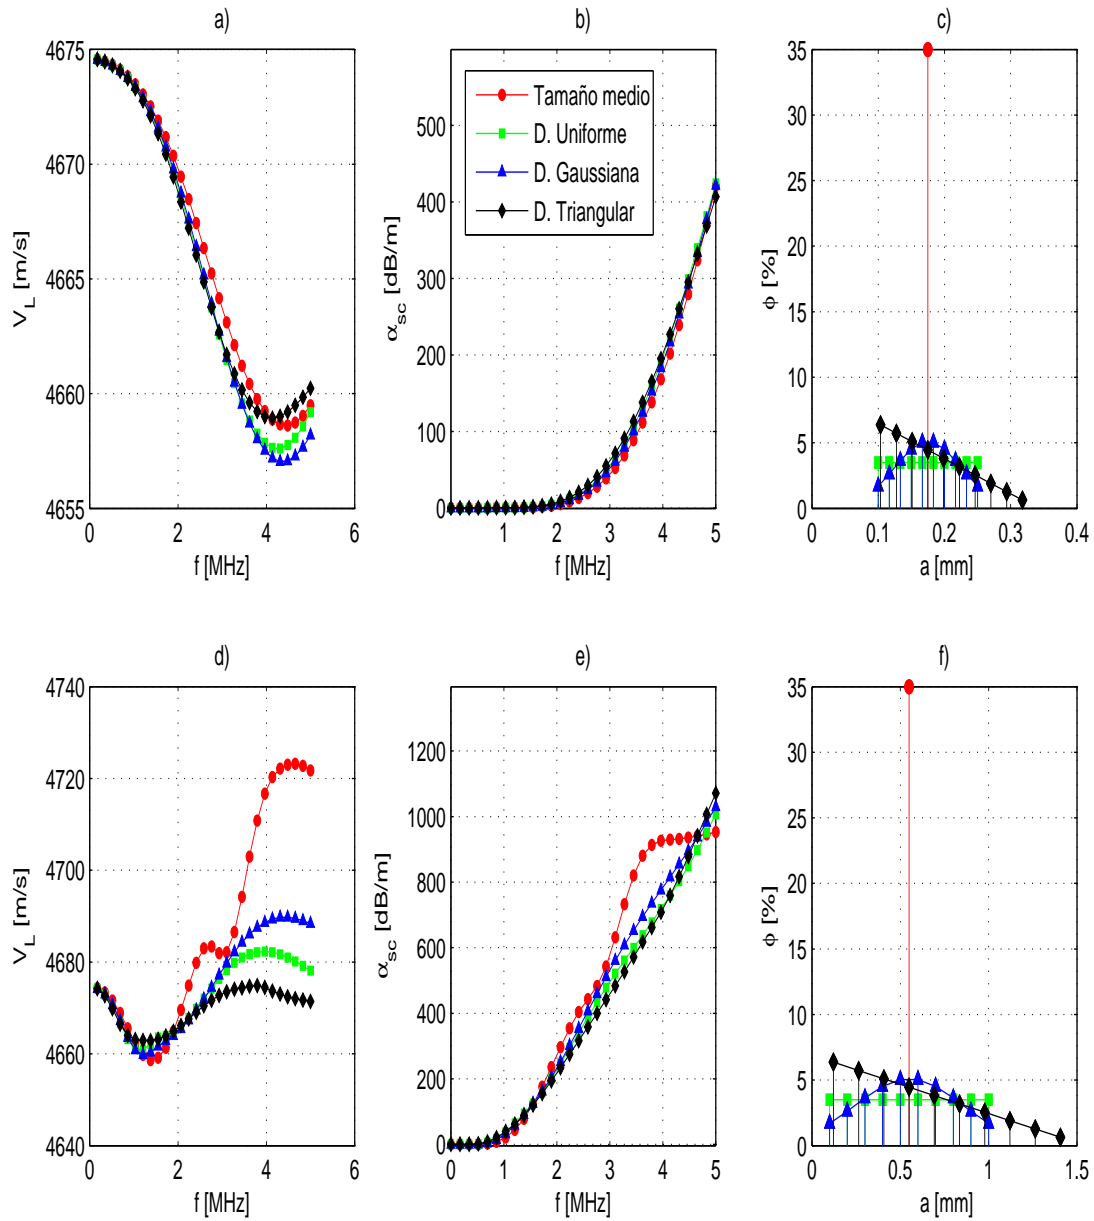 a)
4675
4670
4665
4660
4655
0 2 4 6
V_L [m/s]
f [MHz]
b)
500
400
300
200
100
0
0 1 2 3 4 5
α_sc [dB/m]
f [MHz]
Tamaño medio
D. Uniforme
D. Gaussiana
D. Triangular
c)
35
30
25
20
15
10
5
0
0 0.1 0.2 0.3 0.4
ϕ [%]
a [mm]
d)
4740
4720
4700
4680
4660
4640
0 2 4 6
V_L [m/s]
f [MHz]
e)
1200
1000
800
600
400
200
0
0 1 2 3 4 5
α_sc [dB/m]
f [MHz]
f)
35
30
25
20
15
10
5
0
0 0.5 1 1.5
ϕ [%]
a [mm]